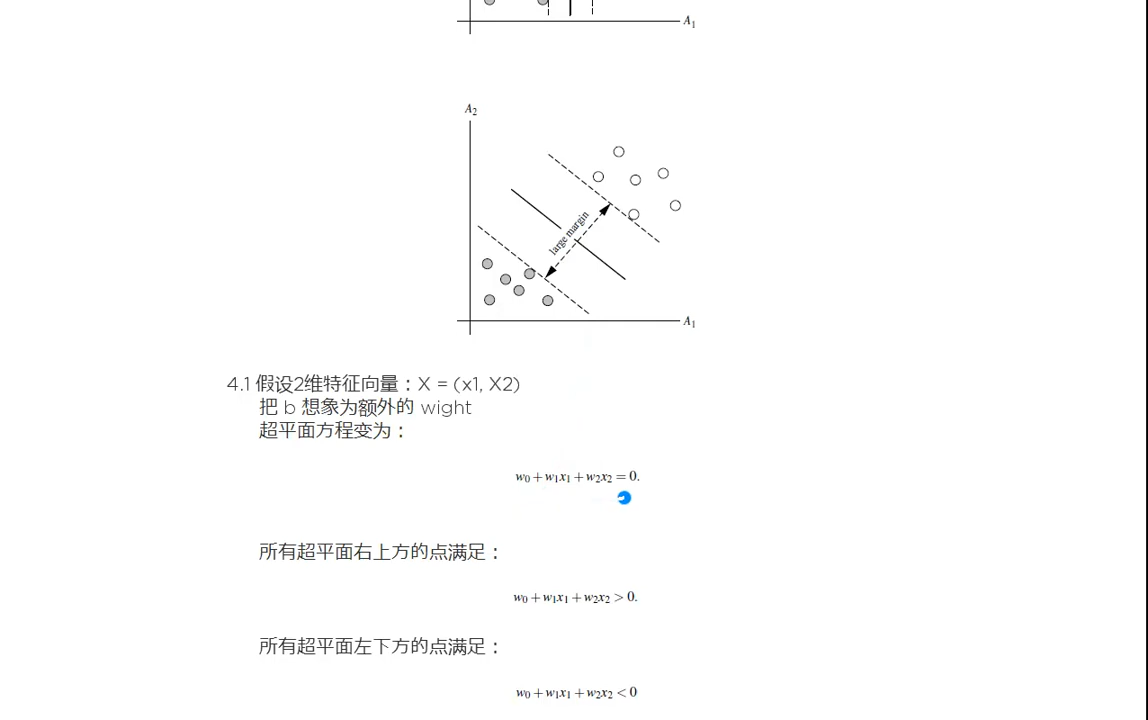 A₁
A₂
large margin
A₁
4.1 假设2维特征向量：X = (x1, X2)
把 b 想象为额外的 wight
超平面方程变为：
w₀ + w₁x₁ + w₂x₂ = 0.
所有超平面右上方的点满足：
w₀ + w₁x₁ + w₂x₂ > 0.
所有超平面左下方的点满足：
w₀ + w₁x₁ + w₂x₂ < 0